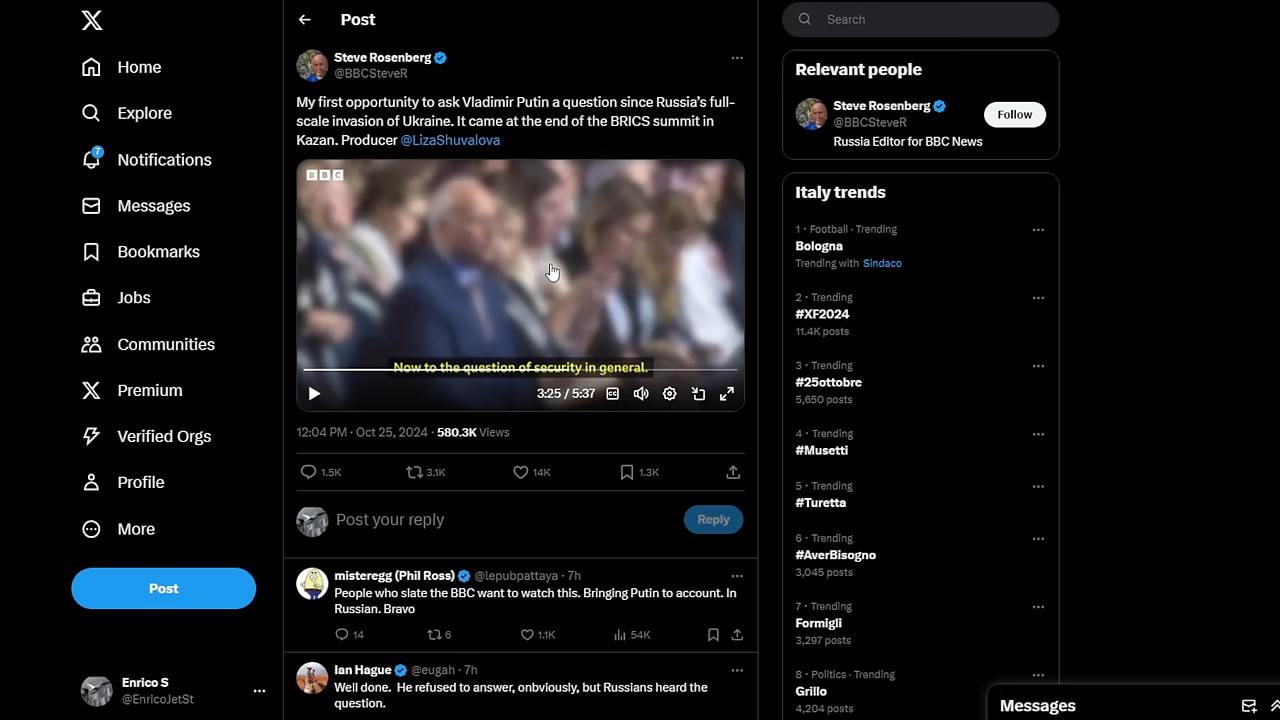 Home
Explore
7
Notifications
Messages
Bookmarks
Jobs
Communities
Premium
Verified Orgs
Profile
More
Post
Enrico S
@EnricoJetSt
Post
Steve Rosenberg
@BBCSteveR
My first opportunity to ask Vladimir Putin a question since Russia's full-
scale invasion of Ukraine. It came at the end of the BRICS summit in
Kazan. Producer @LizaShuvalova
BBC
Now to the question of security in general.
3:25 / 5:37
12:04 PM · Oct 25, 2024 · 580.3K Views
1.5K 3.1K 14K 1.3K
Post your reply
Reply
misteregg (Phil Ross) @lepubpattaya · 7h
People who slate the BBC want to watch this. Bringing Putin to account. In
Russian. Bravo
14 6 1.1K 54K
Ian Hague @eugah · 7h
Well done. He refused to answer, onbviously, but Russians heard the
question.
Search
Relevant people
Steve Rosenberg
@BBCSteveR
Follow
Russia Editor for BBC News
Italy trends
1 · Football · Trending
Bologna
Trending with Sindaco
2 · Trending
#XF2024
11.4K posts
3 · Trending
#25ottobre
5,650 posts
4 · Trending
#Musetti
5 · Trending
#Turetta
6 · Trending
#AverBisogno
3,045 posts
7 · Trending
Formigli
3,297 posts
8 · Politics · Trending
Grillo
4,204 posts
Messages